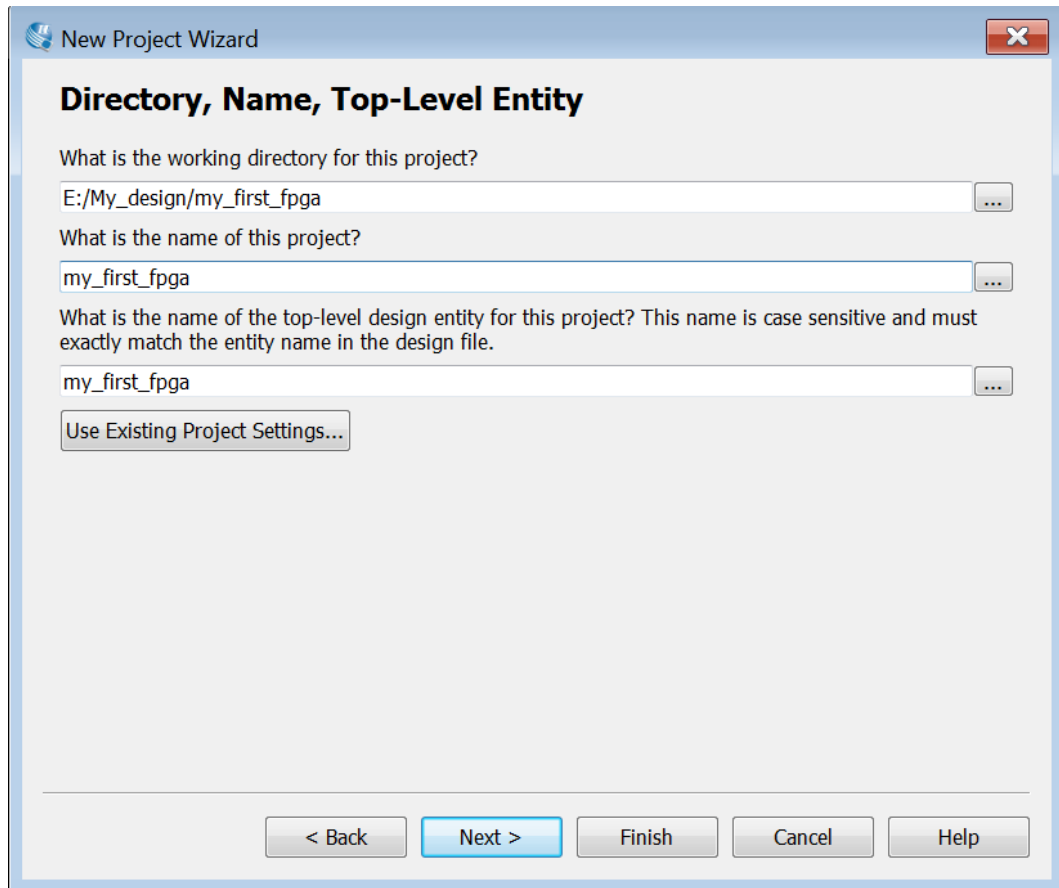 New Project Wizard
Directory, Name, Top-Level Entity
What is the working directory for this project?
E:/My_design/my_first_fpga
...
What is the name of this project?
my_first_fpga
...
What is the name of the top-level design entity for this project? This name is case sensitive and must
exactly match the entity name in the design file.
my_first_fpga
...
Use Existing Project Settings...
< Back
Next >
Finish
Cancel
Help